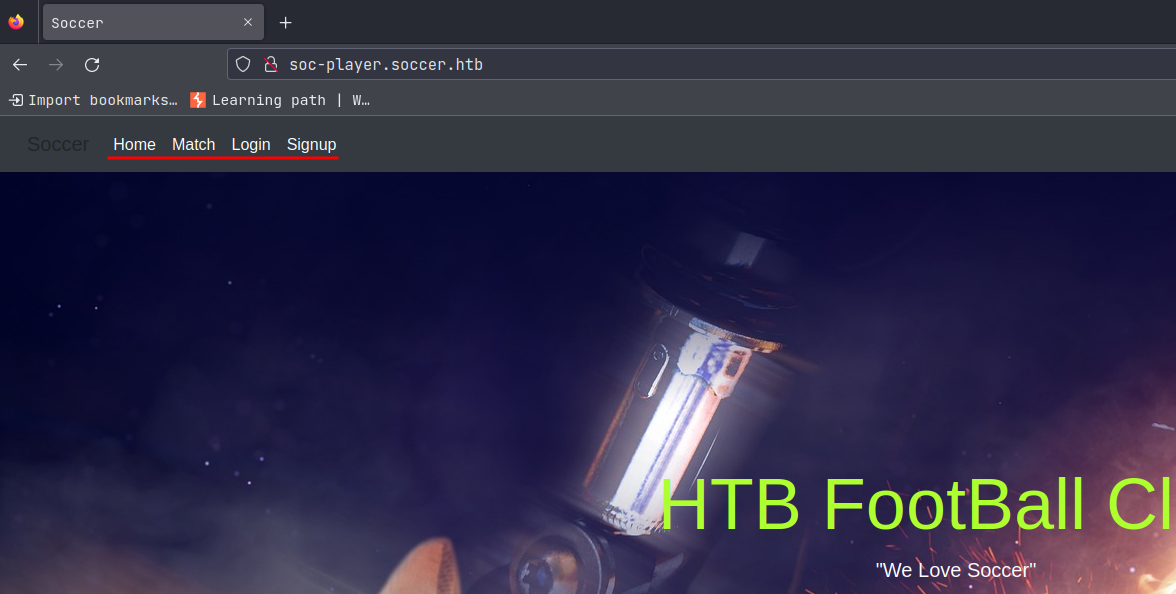 Soccer
soc-player.soccer.htb
Import bookmarks… Learning path | W…
Soccer Home Match Login Signup
HTB FootBall Cl
"We Love Soccer"